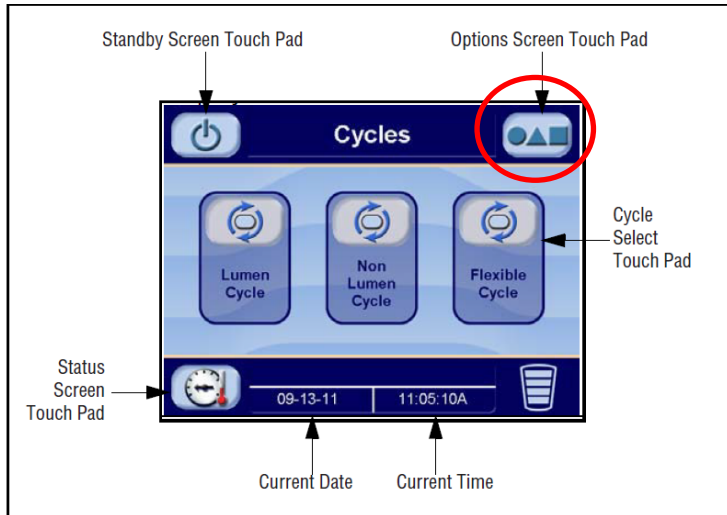 Standby Screen Touch Pad
Options Screen Touch Pad
Cycles
Lumen
Cycle
Non
Lumen
Cycle
Flexible
Cycle
Cycle
Select
Touch Pad
Status
Screen
Touch Pad
09-13-11
11:05:10A
Current Date
Current Time